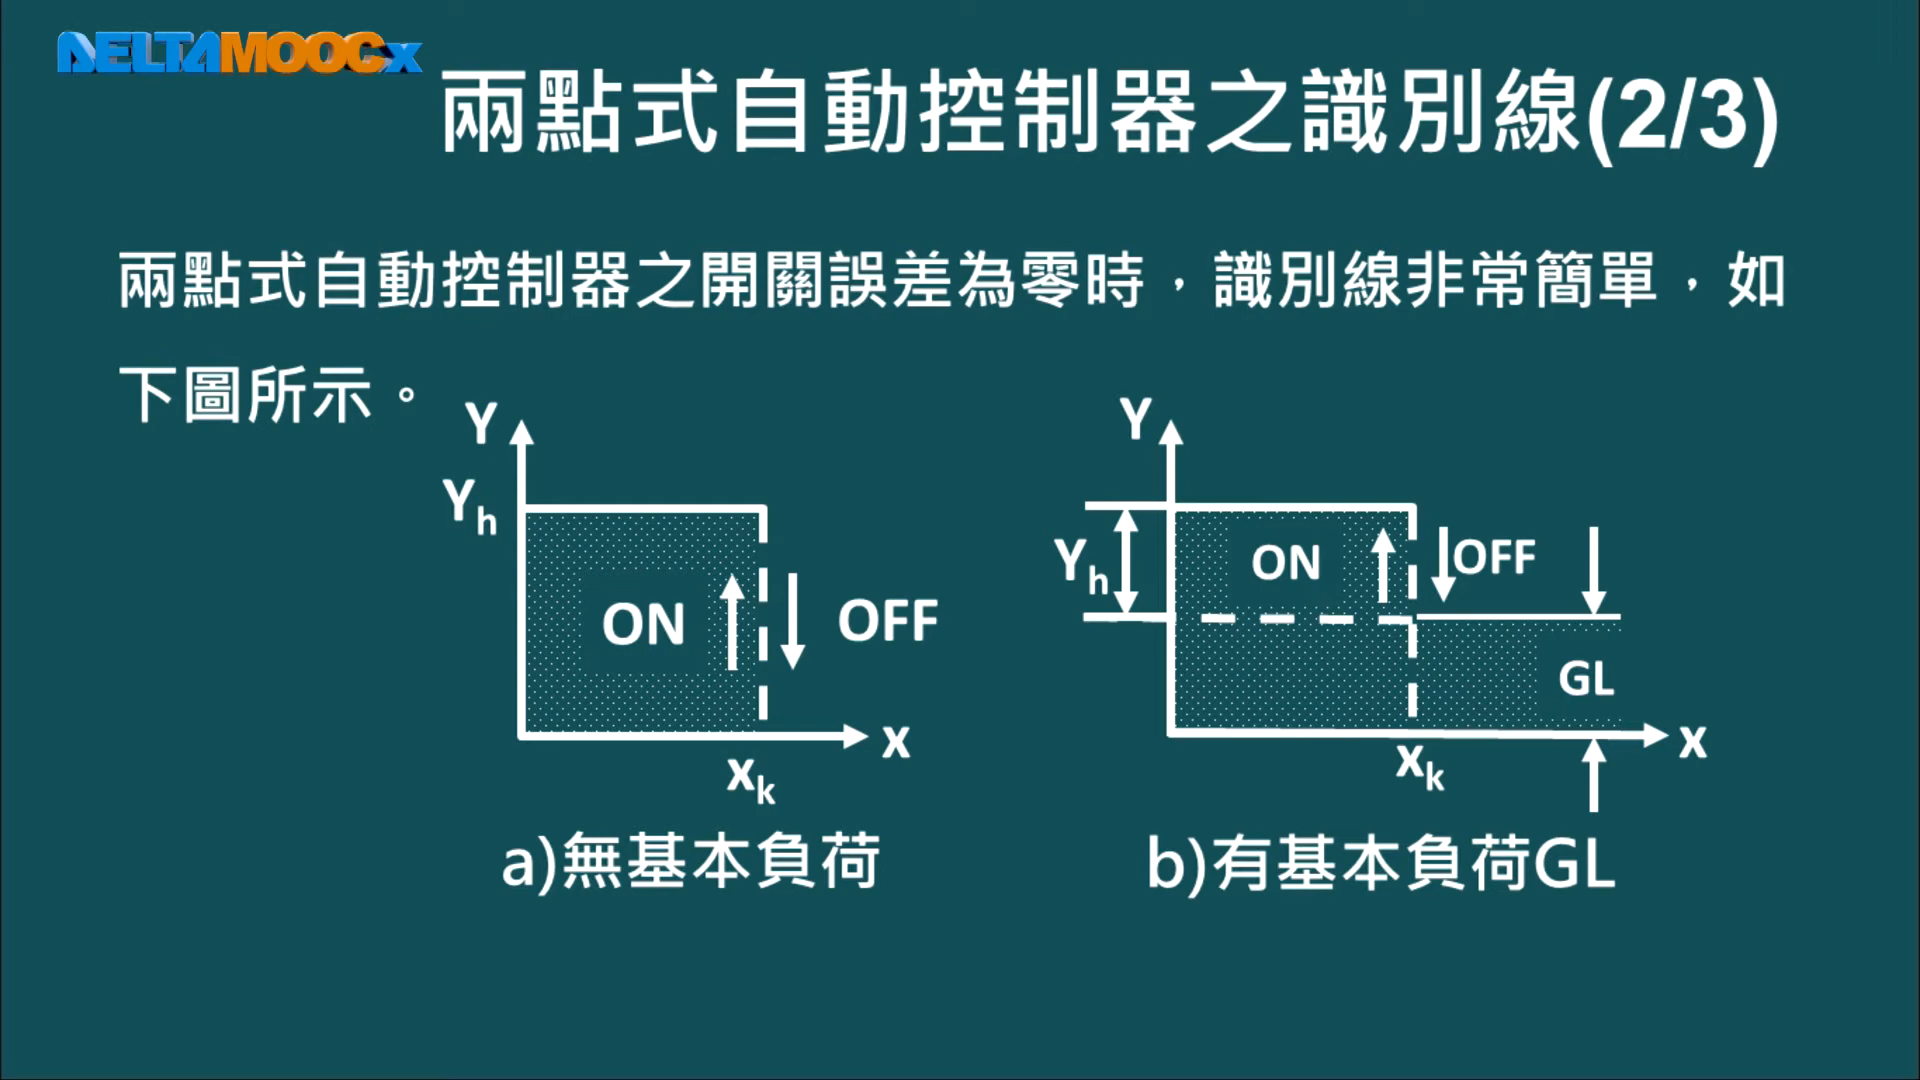 DELTAMOOCx
兩點式自動控制器之識別線(2/3)
兩點式自動控制器之開關誤差為零時，識別線非常簡單，如
下圖所示。
Y
Yh
ON
OFF
x
xk
a)無基本負荷
Y
Yh
ON
OFF
GL
x
xk
b)有基本負荷GL